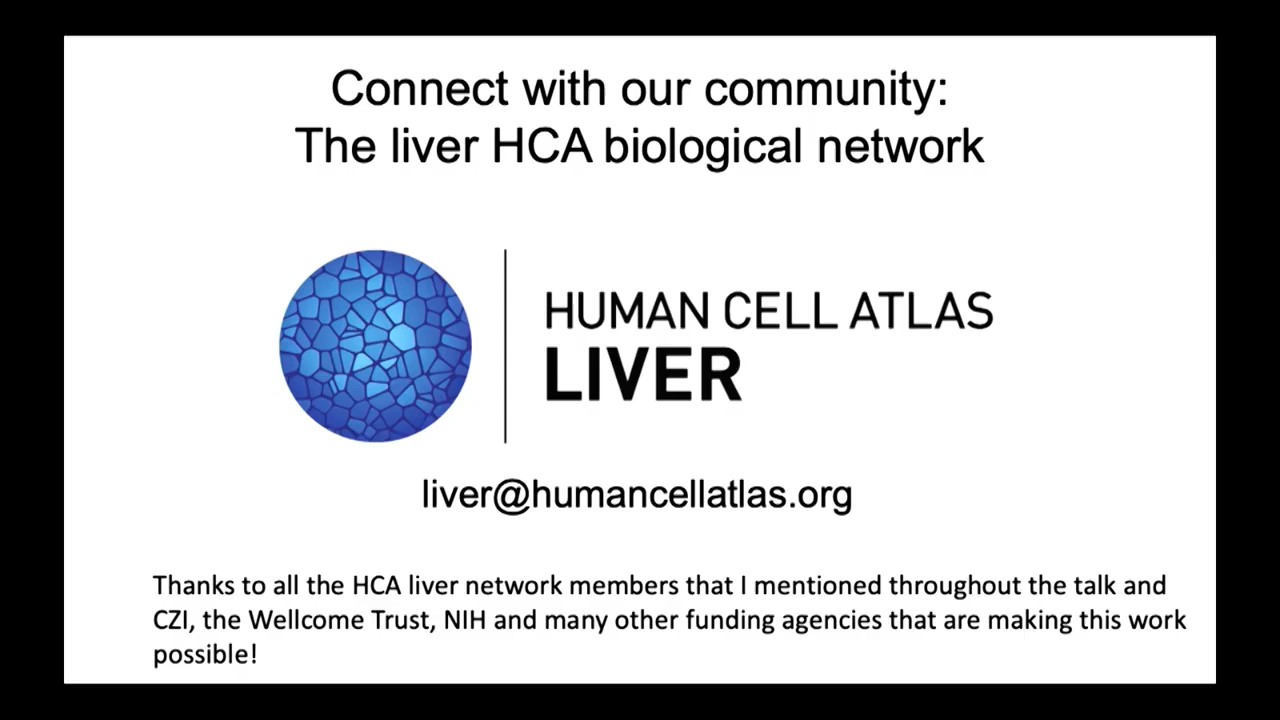 Connect with our community:
The liver HCA biological network
HUMAN CELL ATLAS
LIVER
liver@humancellatlas.org
Thanks to all the HCA liver network members that I mentioned throughout the talk and
CZI, the Wellcome Trust, NIH and many other funding agencies that are making this work
possible!